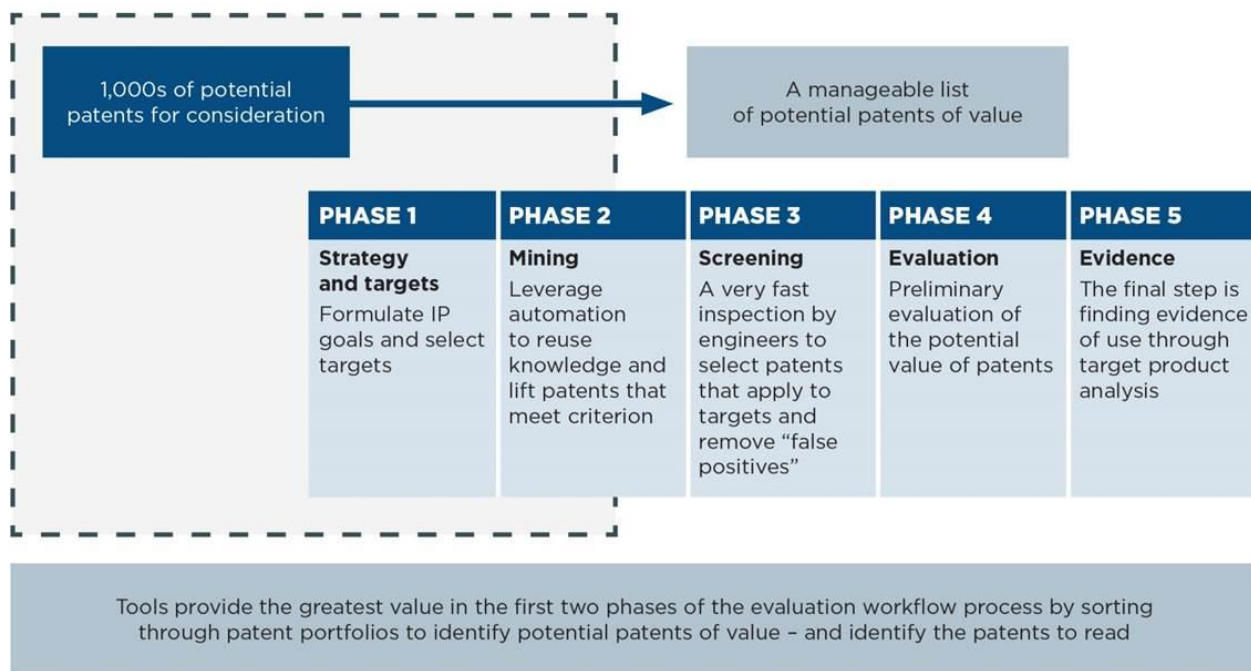 1,000s of potential
patents for consideration
A manageable list
of potential patents of value
PHASE 1
Strategy
and targets
Formulate IP
goals and select
targets
PHASE 2
Mining
Leverage
automation
to reuse
knowledge and
lift patents that
meet criterion
PHASE 3
Screening
A very fast
inspection by
engineers to
select patents
that apply to
targets and
remove “false
positives”
PHASE 4
Evaluation
Preliminary
evaluation of
the potential
value of patents
PHASE 5
Evidence
The final step is
finding evidence
of use through
target product
analysis
Tools provide the greatest value in the first two phases of the evaluation workflow process by sorting
through patent portfolios to identify potential patents of value – and identify the patents to read